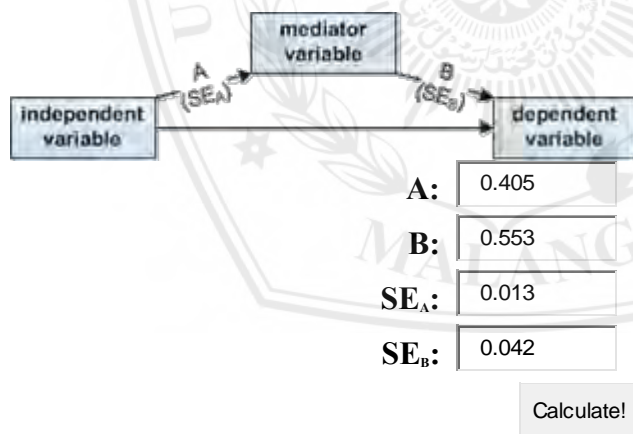 mediator
variable
A
(SEA)
B
(SEB)
independent
variable
dependent
variable
A: 0.405
B: 0.553
SEA: 0.013
SEB: 0.042
MALANG
Calculate!